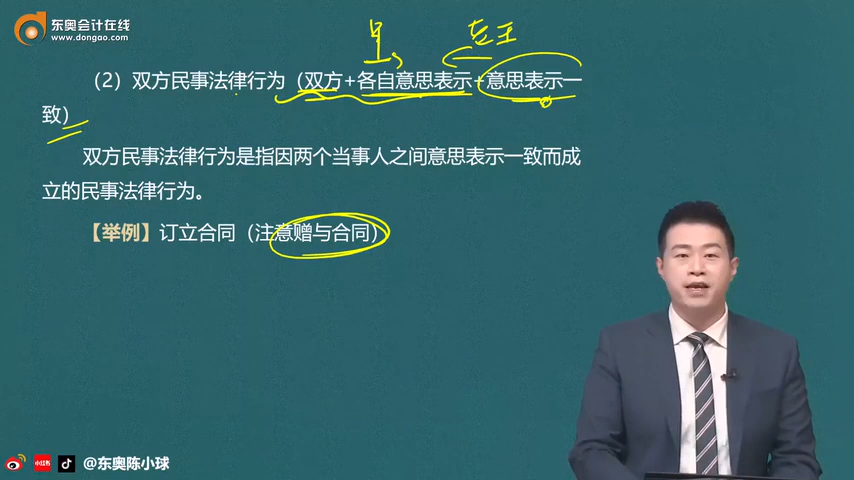 东奥会计在线
www.dongao.com
（2）双方民事法律行为（双方+各自意思表示+意思表示一
致）
双方民事法律行为是指因两个当事人之间意思表示一致而成
立的民事法律行为。
【举例】订立合同（注意赠与合同）
小红书
@东奥陈小球